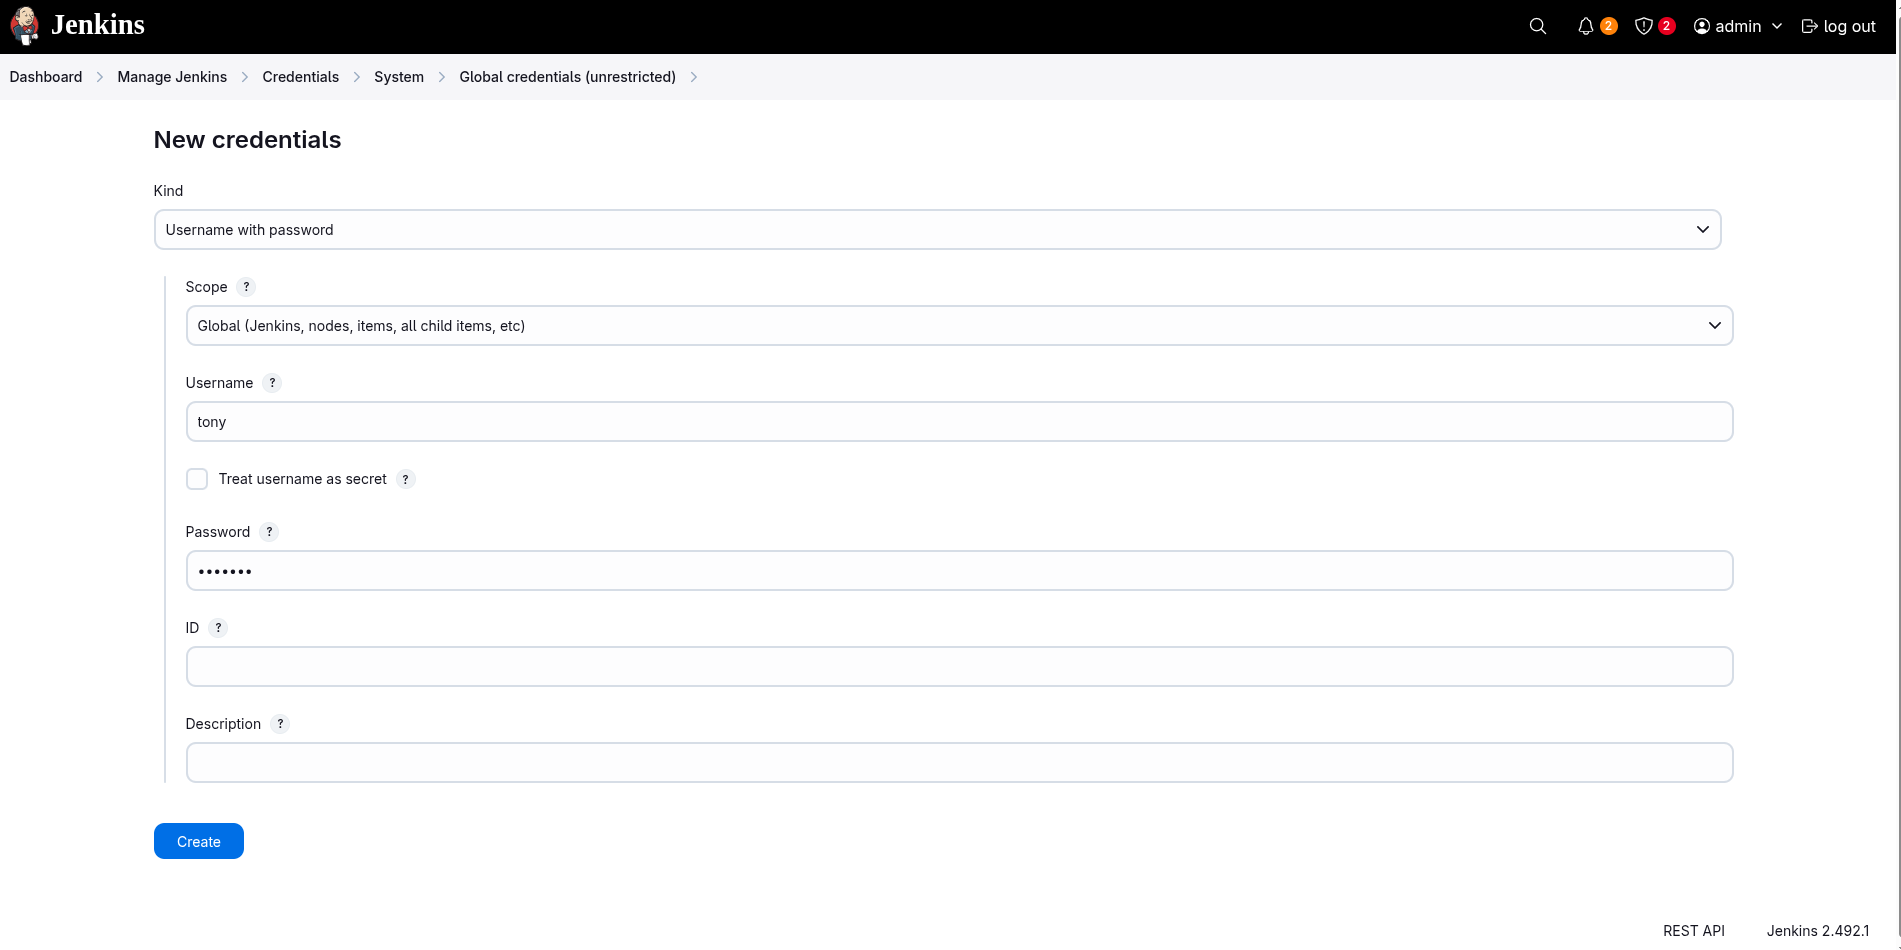 Jenkins 2 2 admin log out
Dashboard Manage Jenkins Credentials System Global credentials (unrestricted)
New credentials
Kind
Username with password
Scope ?
Global (Jenkins, nodes, items, all child items, etc)
Username ?
tony
Treat username as secret ?
Password ?
•••••••
ID ?
Description ?
Create
REST API Jenkins 2.492.1